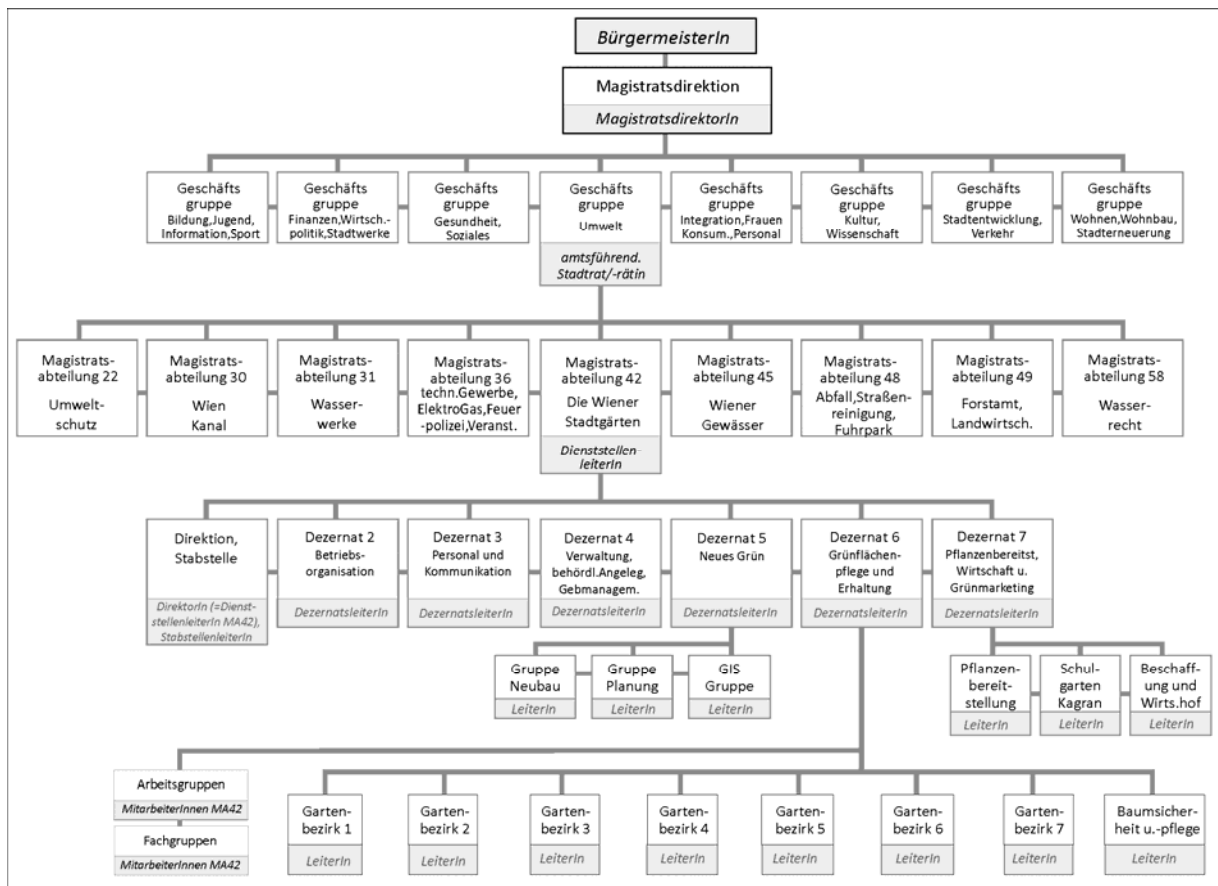 BürgermeisterIn
Magistratsdirektion
MagistratsdirektorIn
Geschäfts
gruppe
Bildung,Jugend,
Information,Sport
Geschäfts
gruppe
Finanzen,Wirtsch.-
politik,Stadtwerke
Geschäfts
gruppe
Gesundheit,
Soziales
Geschäfts
gruppe
Umwelt
amtsführend.
Stadtrat/-rätin
Geschäfts
gruppe
Integration,Frauen
Konsum.,Personal
Geschäfts
gruppe
Kultur,
Wissenschaft
Geschäfts
gruppe
Stadtentwicklung,
Verkehr
Geschäfts
gruppe
Wohnen,Wohnbau,
Stadterneuerung
Magistrats-
abteilung 22
Umwelt-
schutz
Magistrats-
abteilung 30
Wien
Kanal
Magistrats-
abteilung 31
Wasser-
werke
Magistrats-
abteilung 36
techn.Gewerbe,
ElektroGas,Feuer
-polizei,Veranst.
Magistrats-
abteilung 42
Die Wiener
Stadtgärten
Dienststellen-
leiterIn
Magistrats-
abteilung 45
Wiener
Gewässer
Magistrats-
abteilung 48
Abfall,Straßen-
reinigung,
Fuhrpark
Magistrats-
abteilung 49
Forstamt,
Landwirtsch.
Magistrats-
abteilung 58
Wasser-
recht
Direktion,
Stabstelle
DirektorIn (=Dienst-
stellenleiterIn MA42),
StabstellenleiterIn
Dezernat 2
Betriebs-
organisation
DezernatsleiterIn
Dezernat 3
Personal und
Kommunikation
DezernatsleiterIn
Dezernat 4
Verwaltung,
behördl.Angeleg,
Gebmanagem.
DezernatsleiterIn
Dezernat 5
Neues Grün
DezernatsleiterIn
Dezernat 6
Grünflächen-
pflege und
Erhaltung
DezernatsleiterIn
Dezernat 7
Pflanzenbereitst,
Wirtschaft u.
Grünmarketing
DezernatsleiterIn
Gruppe
Neubau
LeiterIn
Gruppe
Planung
LeiterIn
GIS
Gruppe
LeiterIn
Pflanzen-
bereit-
stellung
LeiterIn
Schul-
garten
Kagran
LeiterIn
Beschaff-
ung und
Wirts.hof
LeiterIn
Arbeitsgruppen
MitarbeiterInnen MA42
Fachgruppen
MitarbeiterInnen MA42
Garten-
bezirk 1
LeiterIn
Garten-
bezirk 2
LeiterIn
Garten-
bezirk 3
LeiterIn
Garten-
bezirk 4
LeiterIn
Garten-
bezirk 5
LeiterIn
Garten-
bezirk 6
LeiterIn
Garten-
bezirk 7
LeiterIn
Baumsicher-
heit u.-pflege
LeiterIn